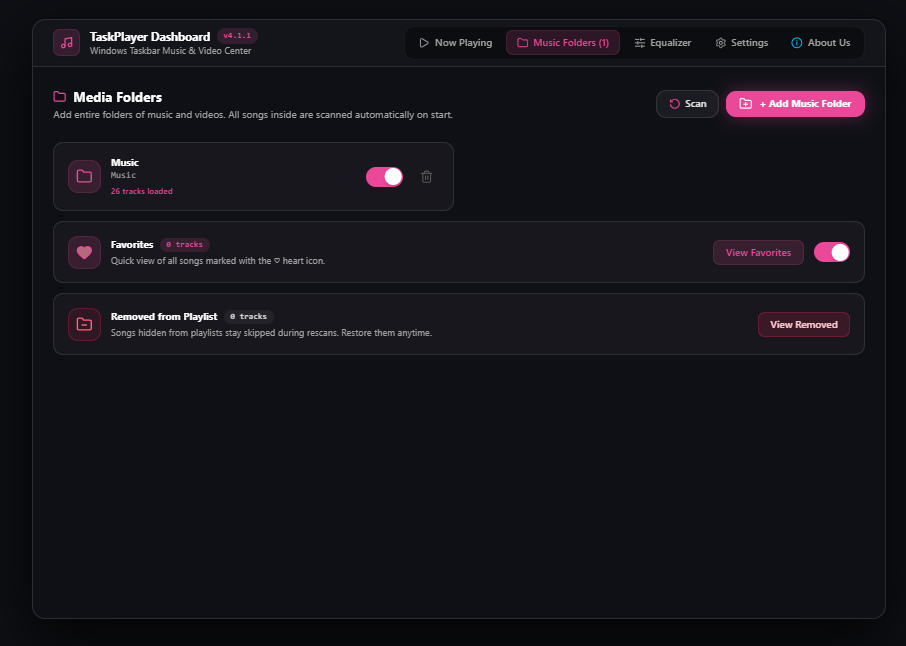 TaskPlayer Dashboard v4.1.1
Windows Taskbar Music & Video Center
Now Playing
Music Folders (1)
Equalizer
Settings
About Us
Media Folders
Add entire folders of music and videos. All songs inside are scanned automatically on start.
Scan
+ Add Music Folder
Music
Music
26 tracks loaded
Favorites 0 tracks
Quick view of all songs marked with the ♡ heart icon.
View Favorites
Removed from Playlist 0 tracks
Songs hidden from playlists stay skipped during rescans. Restore them anytime.
View Removed